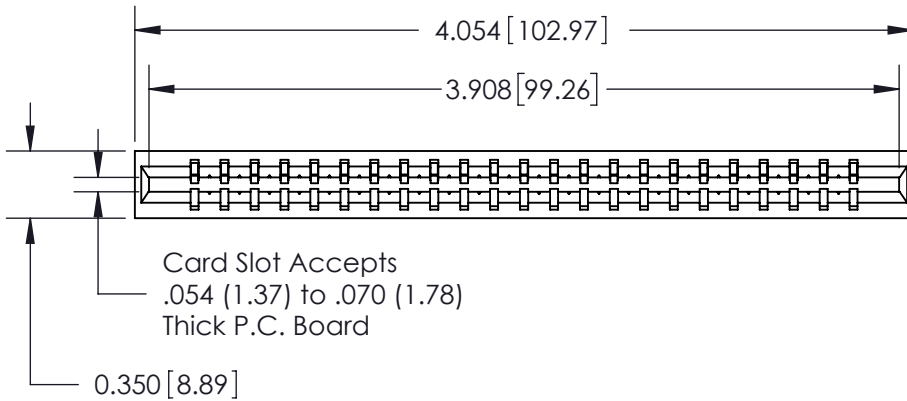 4.054 [102.97]
3.908 [99.26]
Card Slot Accepts
.054 (1.37) to .070 (1.78)
Thick P.C. Board
0.350 [8.89]